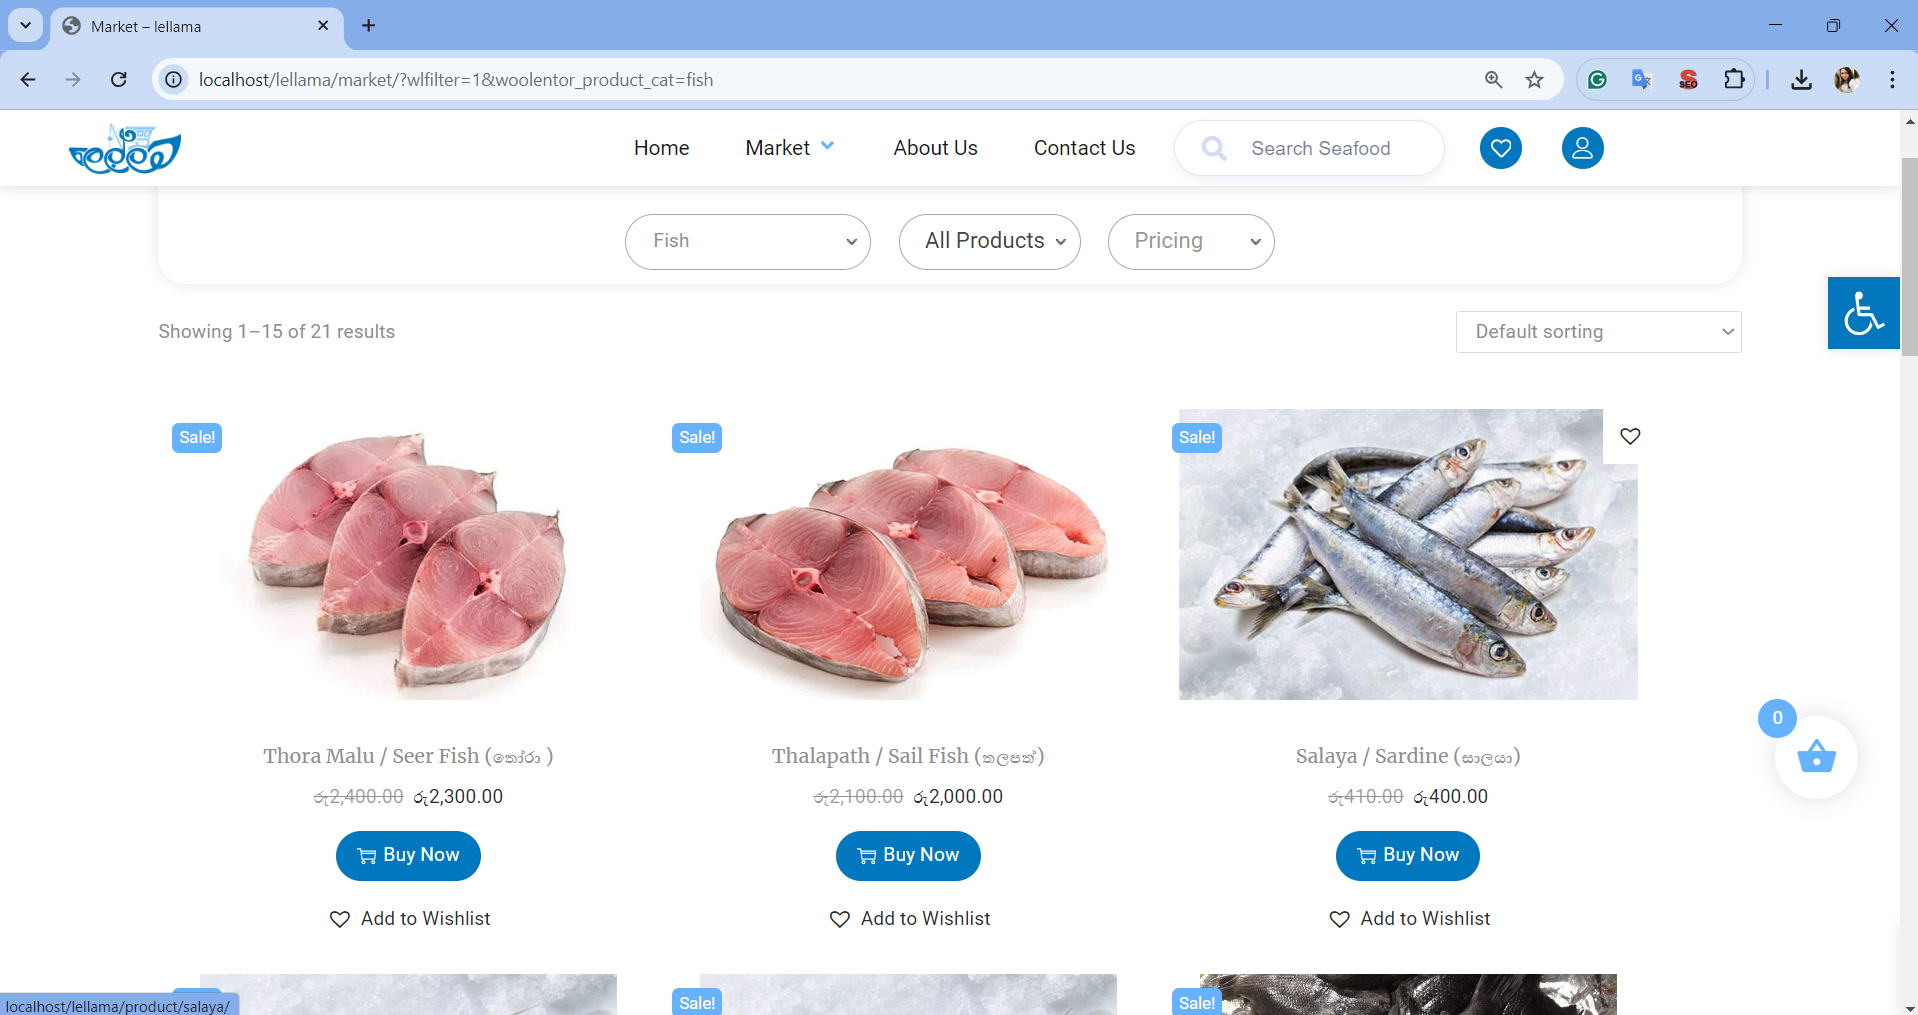 Market – lellama
localhost/lellama/market/?wlfilter=1&woolentor_product_cat=fish
SEO
Home
Market
About Us
Contact Us
Search Seafood
Fish
All Products
Pricing
Showing 1–15 of 21 results
Default sorting
Sale!
Sale!
Sale!
Thora Malu / Seer Fish (තෝරා )
Thalapath / Sail Fish (තලපත්)
Salaya / Sardine (සාලයා)
රු2,400.00 රු2,300.00
රු2,100.00 රු2,000.00
රු410.00 රු400.00
0
Buy Now
Buy Now
Buy Now
Add to Wishlist
Add to Wishlist
Add to Wishlist
Sale!
Sale!
localhost/lellama/product/salaya/